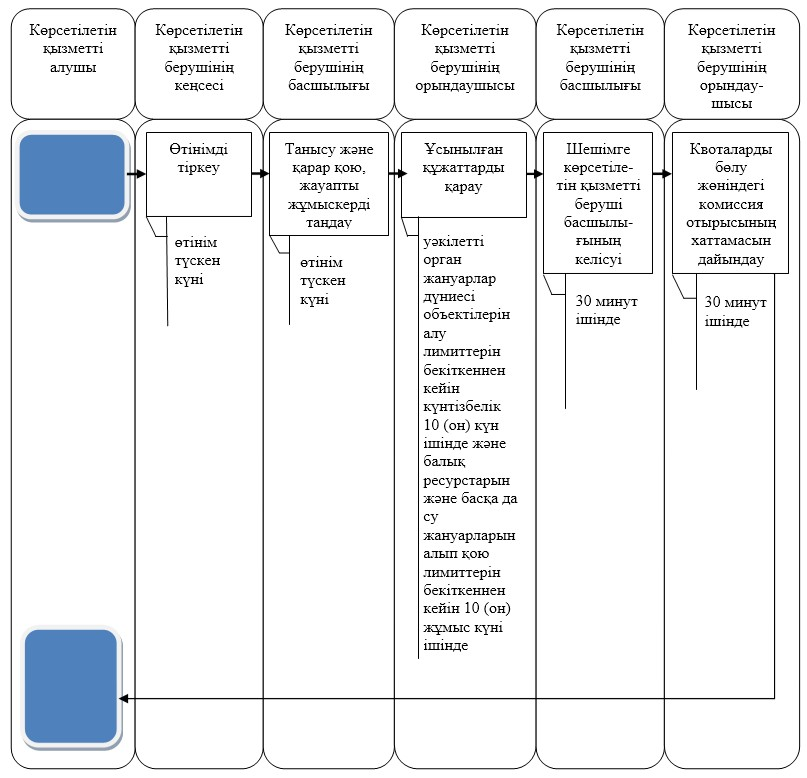 Көрсетілетін
қызметті
алушы
Көрсетілетін
қызметті
берушінің
кеңсесі
Көрсетілетін
қызметті
берушінің
басшылығы
Көрсетілетін
қызметті
берушінің
орындаушысы
Көрсетілетін
қызметті
берушінің
басшылығы
Көрсетілетін
қызметті
берушінің
орындау-
шысы
Өтінімді
тіркеу
өтінім
түскен
күні
Танысу және
қарар қою,
жауапты
жұмыскерді
таңдау
өтінім
түскен
күні
Ұсынылған
құжаттарды
қарау
уәкілетті
орган
жануарлар
дүниесі
объектілерін
алу
лимиттерін
бекіткеннен
кейін
күнтізбелік
10 (он) күн
ішінде және
балық
ресурстарын
және басқа да
су
жануарларын
алып қою
лимиттерін
бекіткеннен
кейін 10 (он)
жұмыс күні
ішінде
Шешімге
көрсетіле-
тін қызметті
беруші
басшылы-
ғының
келісуі
30 минут
ішінде
Квоталарды
бөлу
жөніндегі
комиссия
отырысының
хаттамасын
дайындау
30 минут
ішінде